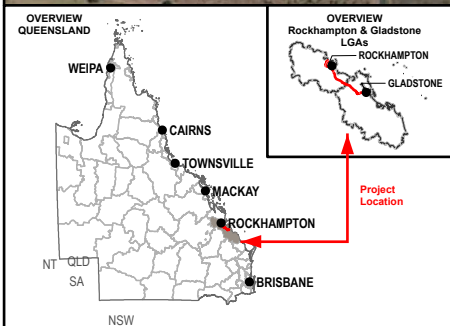 OVERVIEW
QUEENSLAND
WEIPA
CAIRNS
TOWNSVILLE
MACKAY
ROCKHAMPTON
BRISBANE
NT QLD
SA
NSW
OVERVIEW
Rockhampton & Gladstone
LGAs
ROCKHAMPTON
GLADSTONE
Project
Location